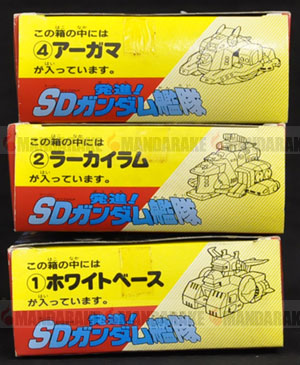 この箱の中には
④アーガマ
が入っています。
発進!
SDガンダム艦隊
この箱の中には
②ラーカイラム
が入っています。
発進!
SDガンダム艦隊
この箱の中には
①ホワイトベース
が入っています。
発進!
SDガンダム艦隊
MANDARAKE